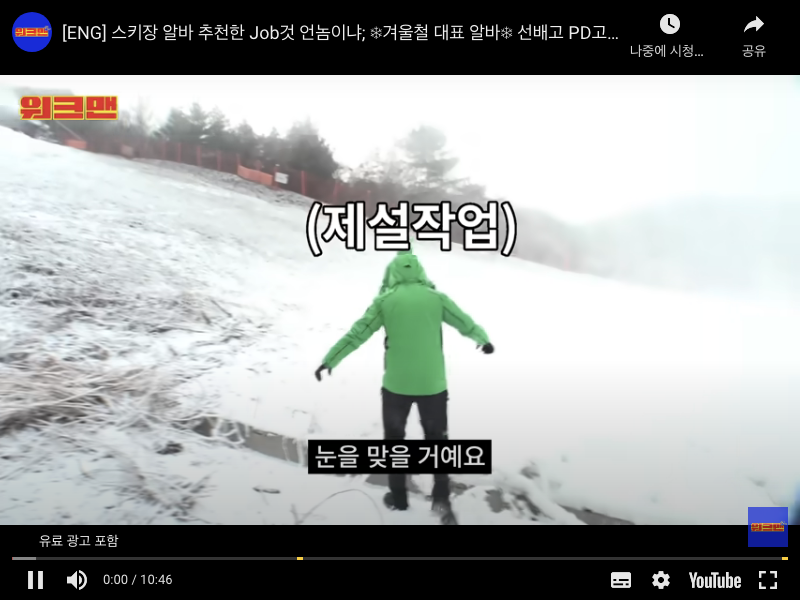 [ENG] 스키장 알바 추천한 Job것 언놈이냐; ❄겨울철 대표 알바❄ 선배고 PD고...
나중에 시청...
공유
워크맨
(제설작업)
눈을 맞을 거예요
워크맨
유료 광고 포함
0:00 / 10:46
YouTube